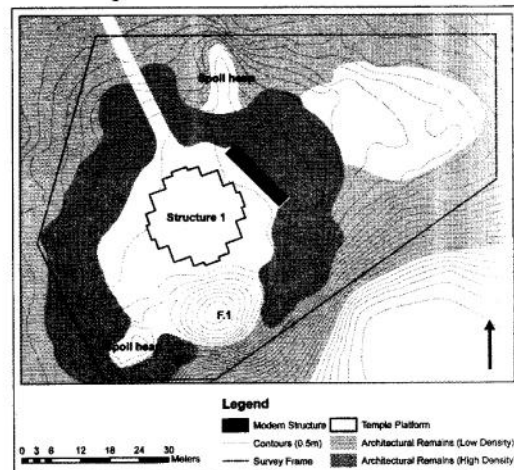 Spoil heap
Structure 1
F.1
Spoil heap
Legend
Modern Structure
Temple Platform
Contours (0.5m)
Architectural Remains (Low Density)
Survey Frame
Architectural Remains (High Density)
0 3 6 12 18 24 30
Meters